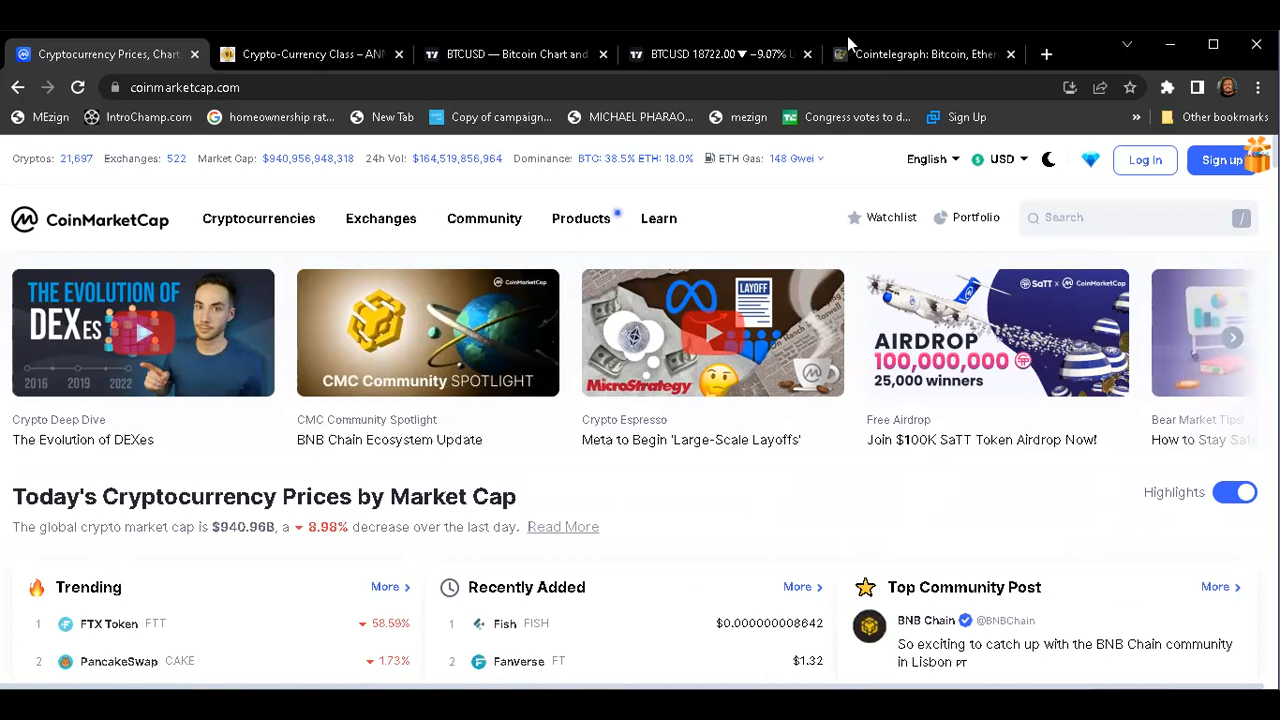 Cryptocurrency Prices, Chart
Crypto-Currency Class – ANN
BTCUSD — Bitcoin Chart and
BTCUSD 18722.00 ▼ −9.07% U
Cointelegraph: Bitcoin, Ether
coinmarketcap.com
MEzign
IntroChamp.com
homeownership rat...
New Tab
Copy of campaign...
MICHAEL PHARAO...
mezign
Congress votes to d...
Sign Up
»
Other bookmarks
Cryptos: 21,697 Exchanges: 522 Market Cap: $940,956,948,318 24h Vol: $164,519,856,964 Dominance: BTC: 38.5% ETH: 18.0% ETH Gas: 148 Gwei
English
USD
Log In
Sign up
CoinMarketCap
Cryptocurrencies
Exchanges
Community
Products
Learn
Watchlist
Portfolio
Search
/
THE EVOLUTION OF
DEXes
2016 2019 2022
CoinMarketCap
CMC Community SPOTLIGHT
LAYOFF
MicroStrategy
SaTT x CoinMarketCap
AIRDROP
100,000,000
25,000 winners
Crypto Deep Dive
The Evolution of DEXes
CMC Community Spotlight
BNB Chain Ecosystem Update
Crypto Espresso
Meta to Begin 'Large-Scale Layoffs'
Free Airdrop
Join $100K SaTT Token Airdrop Now!
Bear Market Tips!
How to Stay Saf
Today's Cryptocurrency Prices by Market Cap
Highlights
The global crypto market cap is $940.96B, a ▼ 8.98% decrease over the last day. Read More
Trending
More
1 FTX Token FTT ▼ 58.59%
2 PancakeSwap CAKE ▼ 1.73%
Recently Added
More
1 Fish FISH $0.000000008642
2 Fanverse FT $1.32
Top Community Post
More
BNB Chain @BNBChain
So exciting to catch up with the BNB Chain community
in Lisbon PT